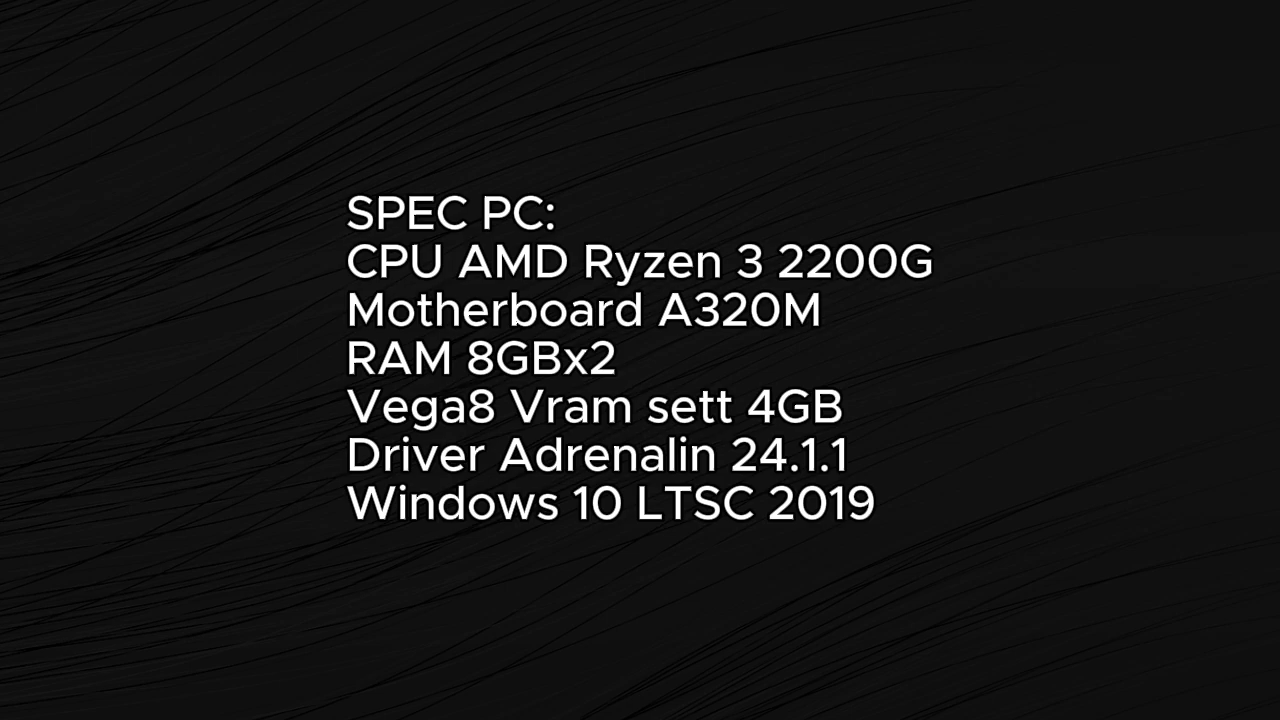 SPEC PC:
CPU AMD Ryzen 3 2200G
Motherboard A320M
RAM 8GBx2
Vega8 Vram sett 4GB
Driver Adrenalin 24.1.1
Windows 10 LTSC 2019